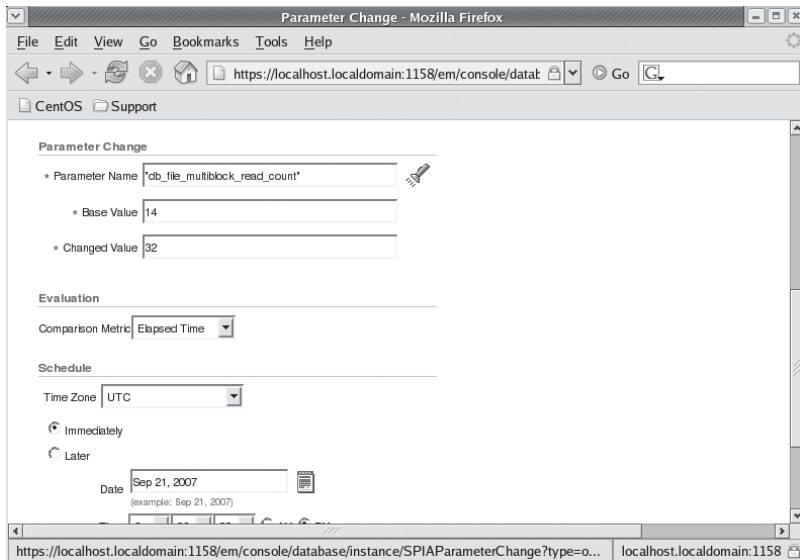 Parameter Change - Mozilla Firefox
File Edit View Go Bookmarks Tools Help
https://localhost.localdomain:1158/em/console/datab Go G
CentOS Support
Parameter Change
* Parameter Name "db_file_multiblock_read_count"
* Base Value 14
* Changed Value 32
Evaluation
Comparison Metric Elapsed Time
Schedule
Time Zone UTC
Immediately
Later
Date Sep 21, 2007
(example: Sep 21, 2007)
https://localhost.localdomain:1158/em/console/database/instance/SPIAParameterChange?type=o... localhost.localdomain:1158